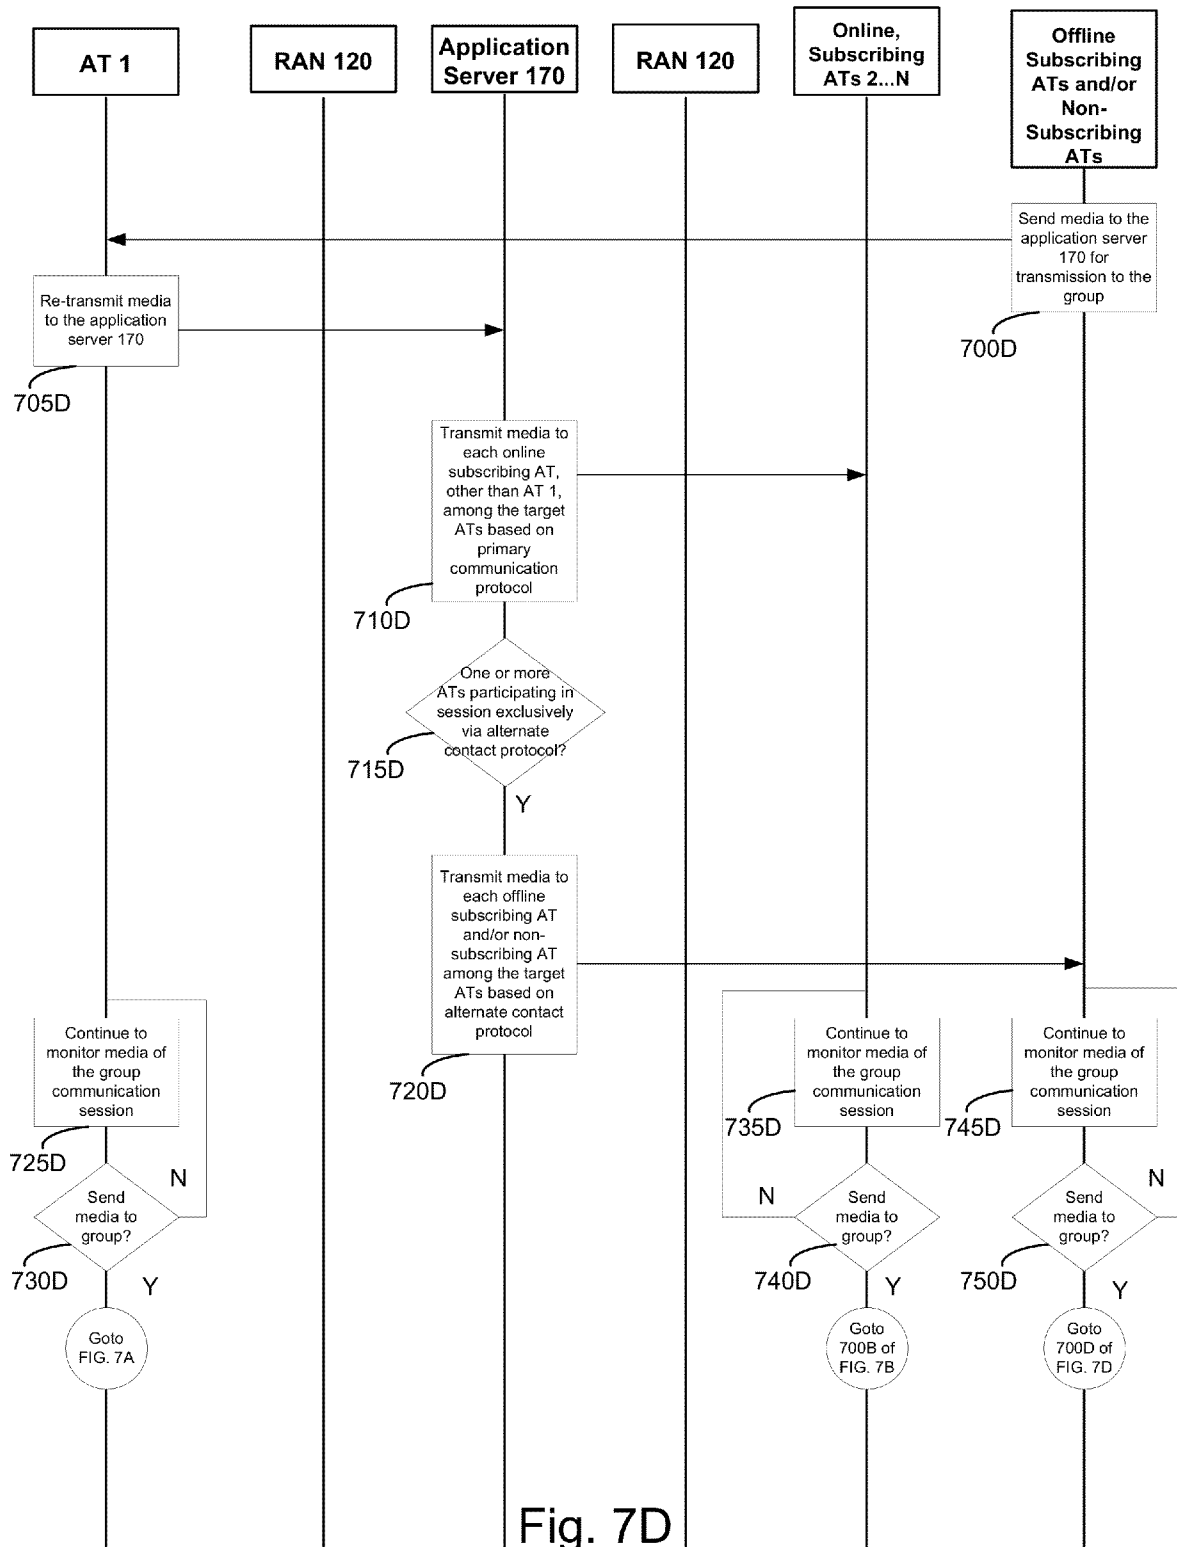 AT 1
RAN 120
Application
Server 170
RAN 120
Online,
Subscribing
ATs 2...N
Offline
Subscribing
ATs and/or
Non-
Subscribing
ATs
Send media to the
application server
170 for
transmission to the
group
700D
Re-transmit media
to the application
server 170
705D
Transmit media to
each online
subscribing AT,
other than AT 1,
among the target
ATs based on
primary
communication
protocol
710D
One or more
ATs participating in
session exclusively
via alternate
contact protocol?
715D
Y
Transmit media to
each offline
subscribing AT
and/or non-
subscribing AT
among the target
ATs based on
alternate contact
protocol
720D
Continue to
monitor media of
the group
communication
session
725D
N
Send
media to
group?
730D
Y
Goto
FIG. 7A
Continue to
monitor media of
the group
communication
session
735D
N
Send
media to
group?
740D
Y
Goto
700B of
FIG. 7B
Continue to
monitor media of
the group
communication
session
745D
N
Send
media to
group?
750D
Y
Goto
700D of
FIG. 7D
Fig. 7D